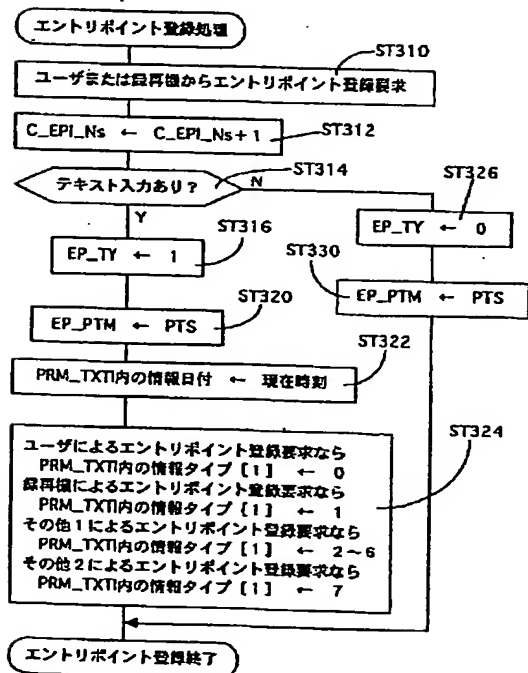 エントリポイント登録処理
ST310
ユーザまたは録再機からエントリポイント登録要求
C_EPI_Ns ← C_EPI_Ns+1
ST312
テキスト入力あり?
ST314
N
Y
ST326
EP_TY ← 0
ST316
EP_TY ← 1
ST330
EP_PTM ← PTS
ST320
EP_PTM ← PTS
ST322
PRM_TXTI内の情報日付 ← 現在時刻
ST324
ユーザによるエントリポイント登録要求なら
PRM_TXTI内の情報タイプ [1] ← 0
録再機によるエントリポイント登録要求なら
PRM_TXTI内の情報タイプ [1] ← 1
その他1によるエントリポイント登録要求なら
PRM_TXTI内の情報タイプ [1] ← 2~6
その他2によるエントリポイント登録要求なら
PRM_TXTI内の情報タイプ [1] ← 7
エントリポイント登録終了